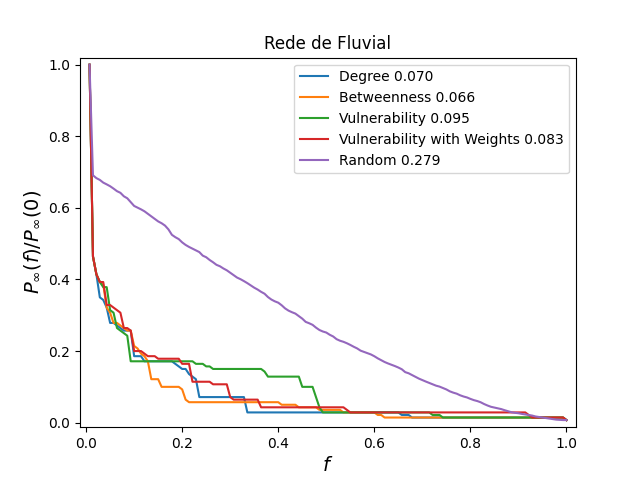 Rede de Fluvial
P∞(f)/P∞(0)
1.0
0.8
0.6
0.4
0.2
0.0
Degree 0.070
Betweenness 0.066
Vulnerability 0.095
Vulnerability with Weights 0.083
Random 0.279
0.0 0.2 0.4 0.6 0.8 1.0
f